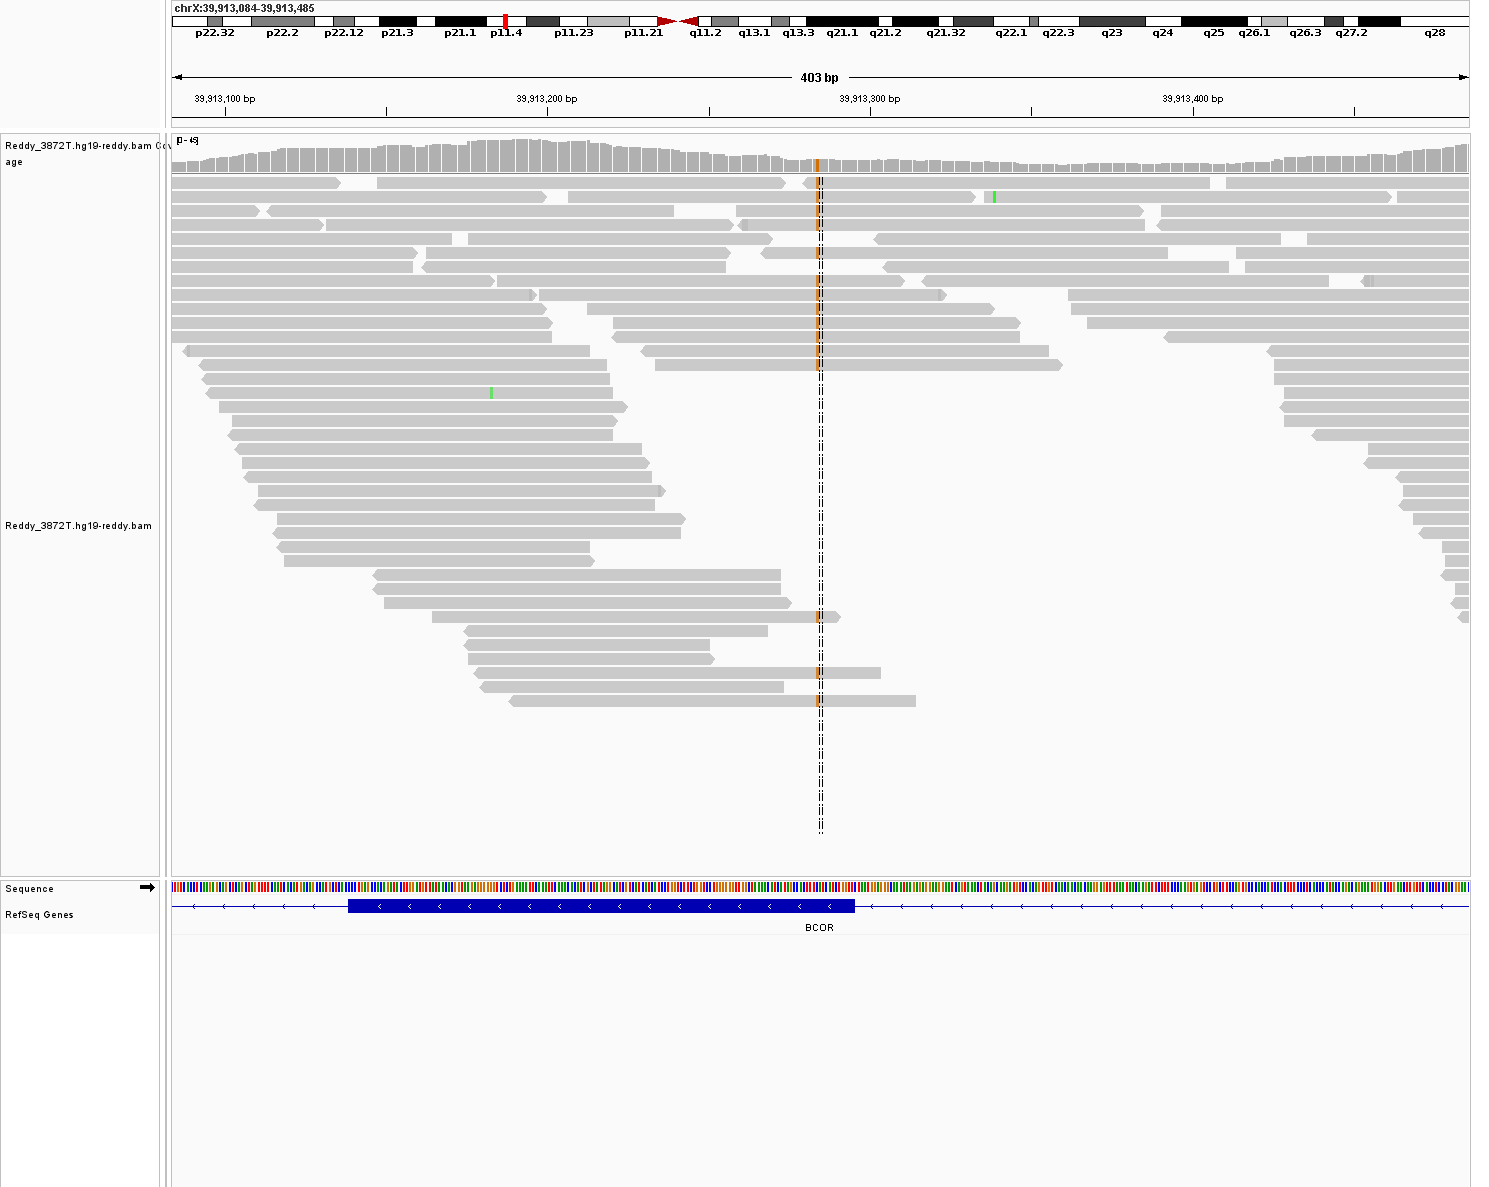 chrX:39,913,084-39,913,485
p22.32 p22.2 p22.12 p21.3 p21.1 p11.4 p11.23 p11.21 q11.2 q13.1 q13.3 q21.1 q21.2 q21.32 q22.1 q22.3 q23 q24 q25 q26.1 q26.3 q27.2 q28
403 bp
39,913,100 bp 39,913,200 bp 39,913,300 bp 39,913,400 bp
Reddy_3872T.hg19-reddy.bam Cov
age
[0 - 45]
Reddy_3872T.hg19-reddy.bam
Sequence
RefSeq Genes
BCOR